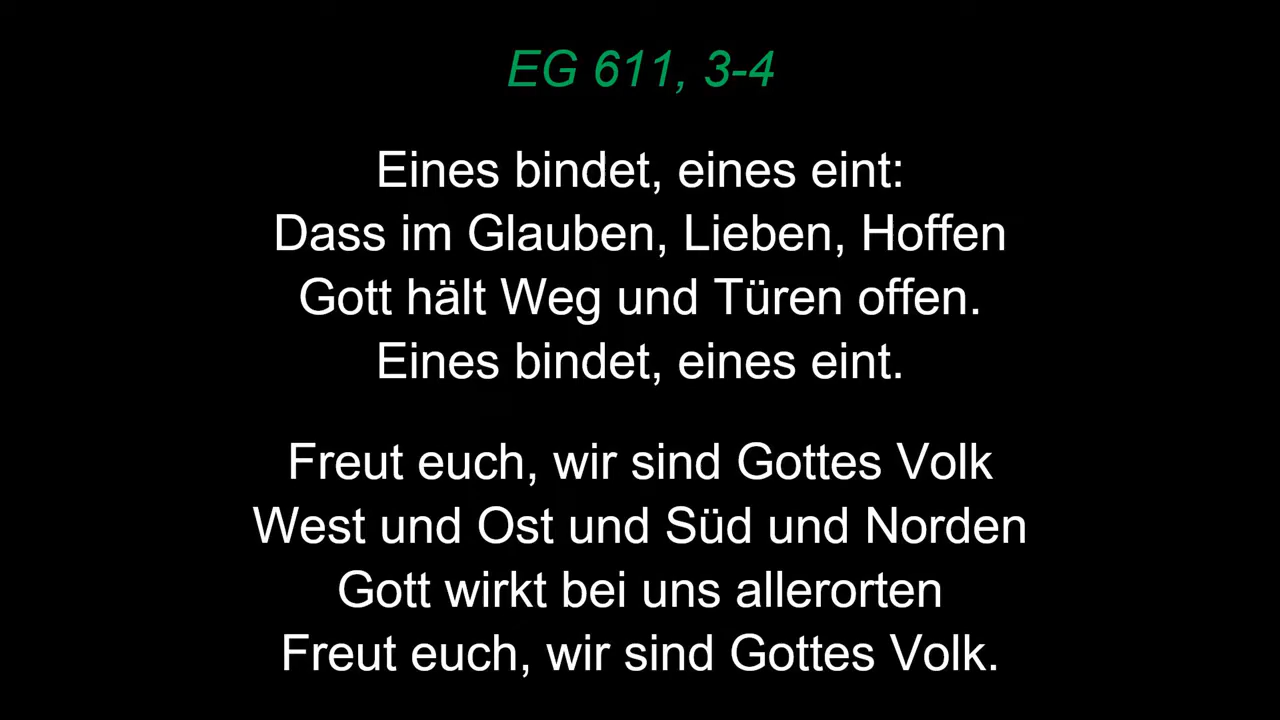 EG 611, 3-4
Eines bindet, eines eint:
Dass im Glauben, Lieben, Hoffen
Gott hält Weg und Türen offen.
Eines bindet, eines eint.
Freut euch, wir sind Gottes Volk
West und Ost und Süd und Norden
Gott wirkt bei uns allerorten
Freut euch, wir sind Gottes Volk.